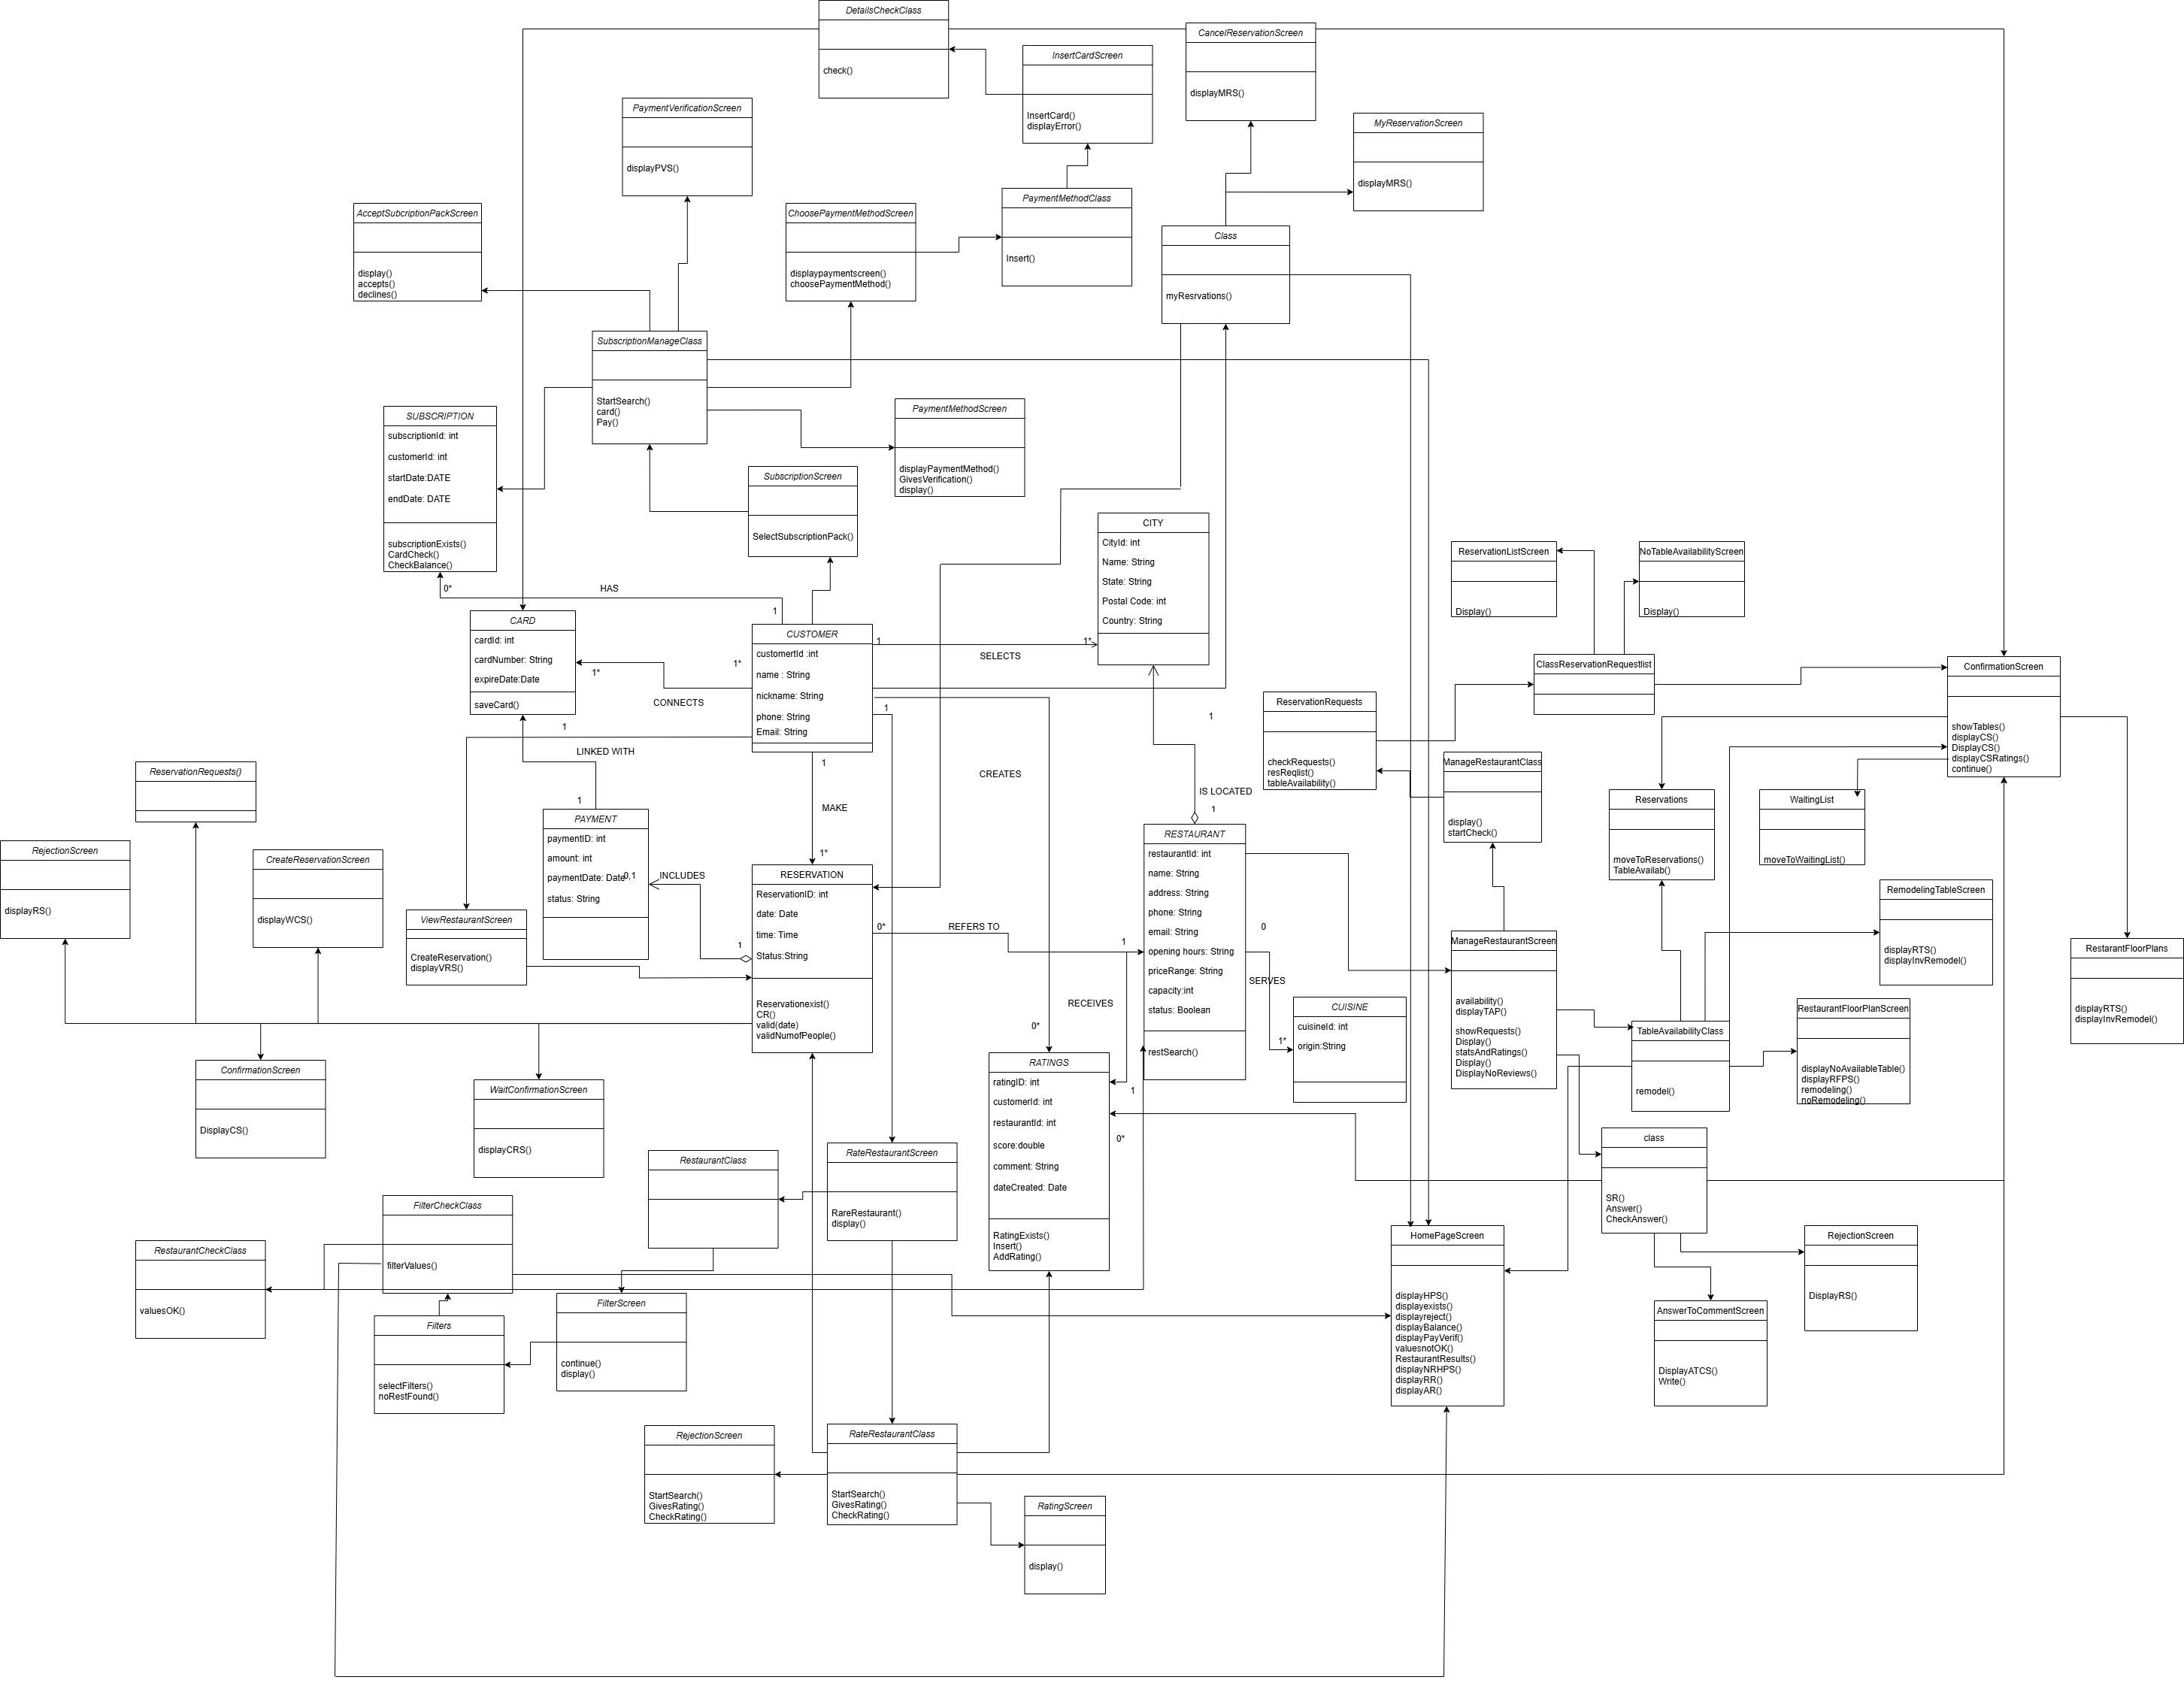 DetailsCheckClass
check()
CancelReservationScreen
displayMRS()
InsertCardScreen
InsertCard()
displayError()
PaymentVerificationScreen
displayPVS()
MyReservationScreen
displayMRS()
PaymentMethodClass
Insert()
AcceptSubcriptionPackScreen
display()
accepts()
declines()
ChoosePaymentMethodScreen
displaypaymentscreen()
choosePaymentMethod()
Class
myResrvations()
SubscriptionManageClass
StartSearch()
card()
Pay()
PaymentMethodScreen
displayPaymentMethod()
GivesVerification()
display()
SUBSCRIPTION
subscriptionId: int
customerId: int
startDate:DATE
endDate: DATE
subscriptionExists()
CardCheck()
CheckBalance()
SubscriptionScreen
SelectSubscriptionPack()
CITY
CityId: int
Name: String
State: String
Postal Code: int
Country: String
ReservationListScreen
Display()
NoTableAvailabilityScreen
Display()
0*
HAS
1
CARD
cardId: int
cardNumber: String
expireDate:Date
saveCard()
CUSTOMER
customertId :int
name : String
nickname: String
phone: String
Email: String
1
1*
SELECTS
1*
1*
CONNECTS
ClassReservationRequestlist
ConfirmationScreen
showTables()
displayCS()
DisplayCS()
displayCSRatings()
continue()
ReservationRequests
checkRequests()
resReqlist()
tableAvailability()
1
1
1
LINKED WITH
1
CREATES
ManageRestaurantClass
display()
startCheck()
ReservationRequests()
1
MAKE
1*
IS LOCATED
1
Reservations
moveToReservations()
TableAvailab()
WaitingList
moveToWaitingList()
PAYMENT
paymentID: int
amount: int
paymentDate: Date
status: String
0,1
INCLUDES
1
RESTAURANT
restaurantId: int
name: String
address: String
phone: String
email: String
opening hours: String
priceRange: String
capacity:int
status: Boolean
restSearch()
RejectionScreen
displayRS()
CreateReservationScreen
displayWCS()
RESERVATION
ReservationID: int
date: Date
time: Time
Status:String
Reservationexist()
CR()
valid(date)
validNumofPeople()
RemodelingTableScreen
displayRTS()
displayInvRemodel()
ViewRestaurantScreen
CreateReservation()
displayVRS()
0*
REFERS TO
1
0
SERVES
1*
ManageRestaurantScreen
availability()
displayTAP()
showRequests()
Display()
statsAndRatings()
Display()
DisplayNoReviews()
RestarantFloorPlans
displayRTS()
displayInvRemodel()
RECEIVES
0*
1
0*
CUISINE
cuisineId: int
origin:String
RestaurantFloorPlanScreen
displayNoAvailableTable()
displayRFPS()
remodeling()
noRemodeling()
TableAvailabilityClass
remodel()
ConfirmationScreen
DisplayCS()
WaitConfirmationScreen
displayCRS()
RATINGS
ratingID: int
customerId: int
restaurantId: int
score:double
comment: String
dateCreated: Date
RatingExists()
Insert()
AddRating()
class
SR()
Answer()
CheckAnswer()
RateRestaurantScreen
RareRestaurant()
display()
RestaurantClass
FilterCheckClass
filterValues()
RestaurantCheckClass
valuesOK()
HomePageScreen
displayHPS()
displayexists()
displayreject()
displayBalance()
displayPayVerif()
valuesnotOK()
RestaurantResults()
displayNRHPS()
displayRR()
displayAR()
RejectionScreen
DisplayRS()
FilterScreen
continue()
display()
Filters
selectFilters()
noRestFound()
AnswerToCommentScreen
DisplayATCS()
Write()
RejectionScreen
StartSearch()
GivesRating()
CheckRating()
RateRestaurantClass
StartSearch()
GivesRating()
CheckRating()
RatingScreen
display()